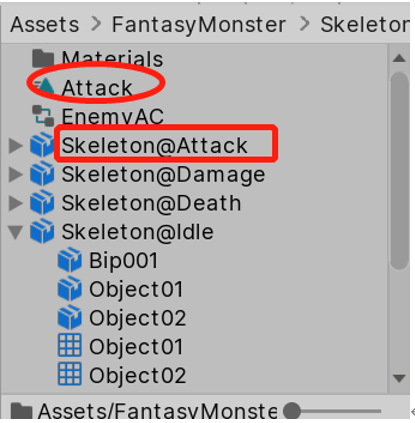 Assets > FantasyMonster > Skeleton
Materials
Attack
EnemyAC
Skeleton@Attack
Skeleton@Damage
Skeleton@Death
Skeleton@Idle
Bip001
Object01
Object02
Object01
Object02
Assets/FantasyMonste